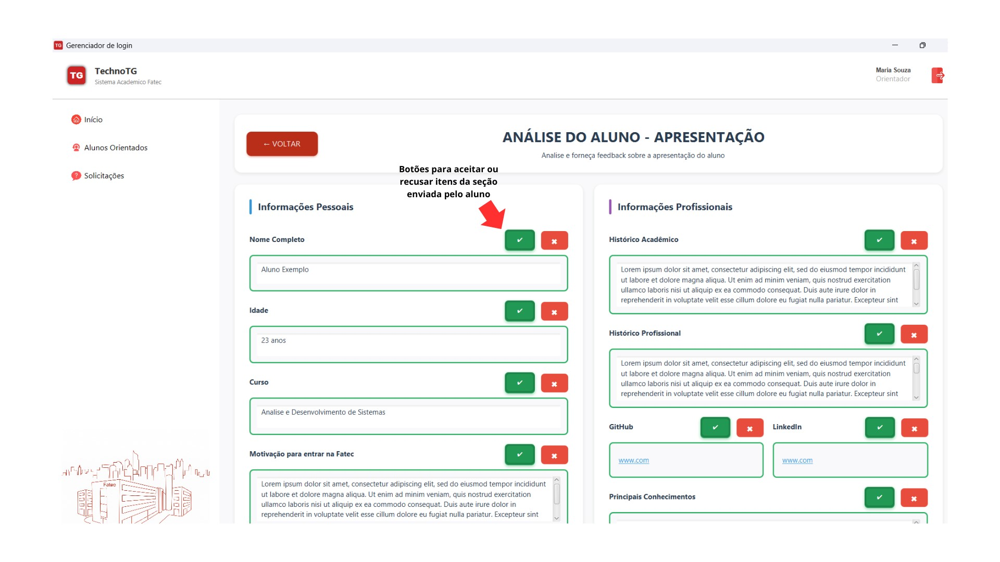 TG Gerenciador de login
TG
TechnoTG
Sistema Academico Fatec
Maria Souza
Orientador
Início
Alunos Orientados
? Solicitações
Fatec
← VOLTAR
ANÁLISE DO ALUNO - APRESENTAÇÃO
Analise e forneça feedback sobre a apresentação do aluno
Botões para aceitar ou
recusar itens da seção
enviada pelo aluno
Informações Pessoais
Nome Completo
✔ ✖
Aluno Exemplo
Idade
✔ ✖
23 anos
Curso
✔ ✖
Analise e Desenvolvimento de Sistemas
Motivação para entrar na Fatec
✔ ✖
Lorem ipsum dolor sit amet, consectetur adipiscing elit, sed do eiusmod tempor incididunt
ut labore et dolore magna aliqua. Ut enim ad minim veniam, quis nostrud exercitation
ullamco laboris nisi ut aliquip ex ea commodo consequat. Duis aute irure dolor in
reprehenderit in voluptate velit esse cillum dolore eu fugiat nulla pariatur. Excepteur sint
Informações Profissionais
Histórico Acadêmico
✔ ✖
Lorem ipsum dolor sit amet, consectetur adipiscing elit, sed do eiusmod tempor incididunt
ut labore et dolore magna aliqua. Ut enim ad minim veniam, quis nostrud exercitation
ullamco laboris nisi ut aliquip ex ea commodo consequat. Duis aute irure dolor in
reprehenderit in voluptate velit esse cillum dolore eu fugiat nulla pariatur. Excepteur sint
Histórico Profissional
✔ ✖
Lorem ipsum dolor sit amet, consectetur adipiscing elit, sed do eiusmod tempor incididunt
ut labore et dolore magna aliqua. Ut enim ad minim veniam, quis nostrud exercitation
ullamco laboris nisi ut aliquip ex ea commodo consequat. Duis aute irure dolor in
reprehenderit in voluptate velit esse cillum dolore eu fugiat nulla pariatur. Excepteur sint
GitHub
✔ ✖
www.com
LinkedIn
✔ ✖
www.com
Principais Conhecimentos
✔ ✖